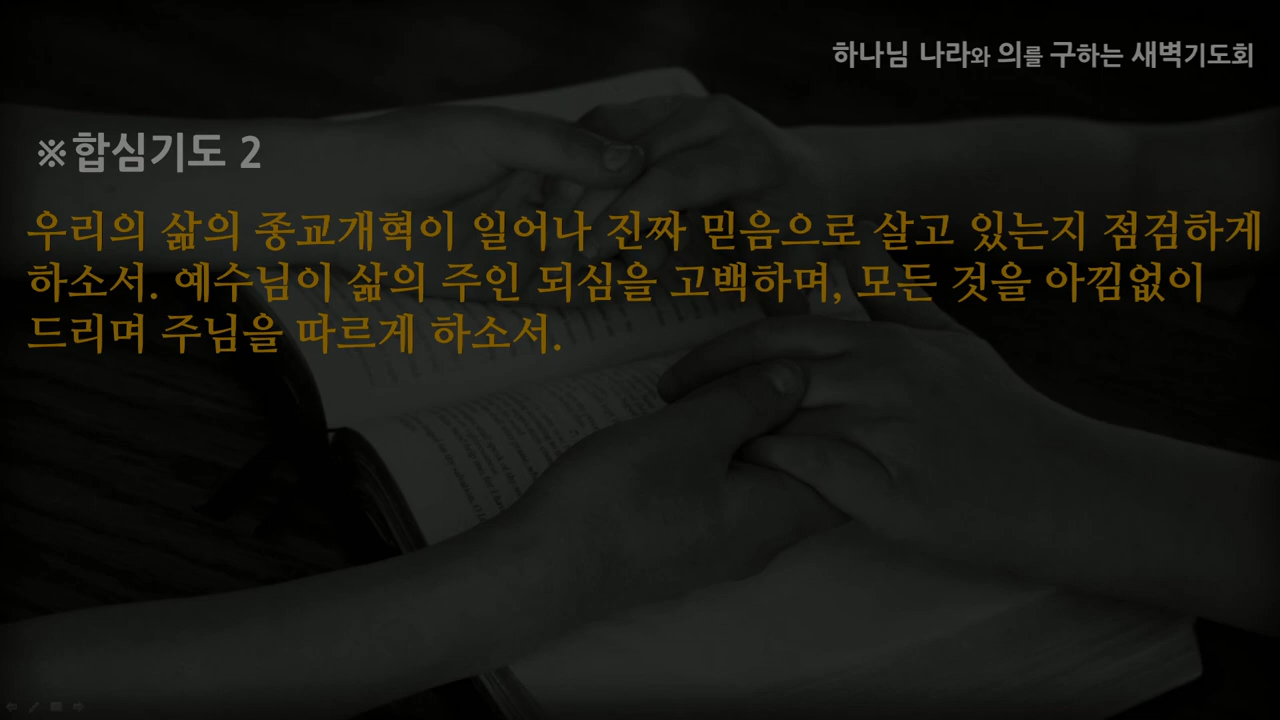 하나님 나라와 의를 구하는 새벽기도회
※합심기도 2
우리의 삶의 종교개혁이 일어나 진짜 믿음으로 살고 있는지 점검하게
하소서. 예수님이 삶의 주인 되심을 고백하며, 모든 것을 아낌없이
드리며 주님을 따르게 하소서.